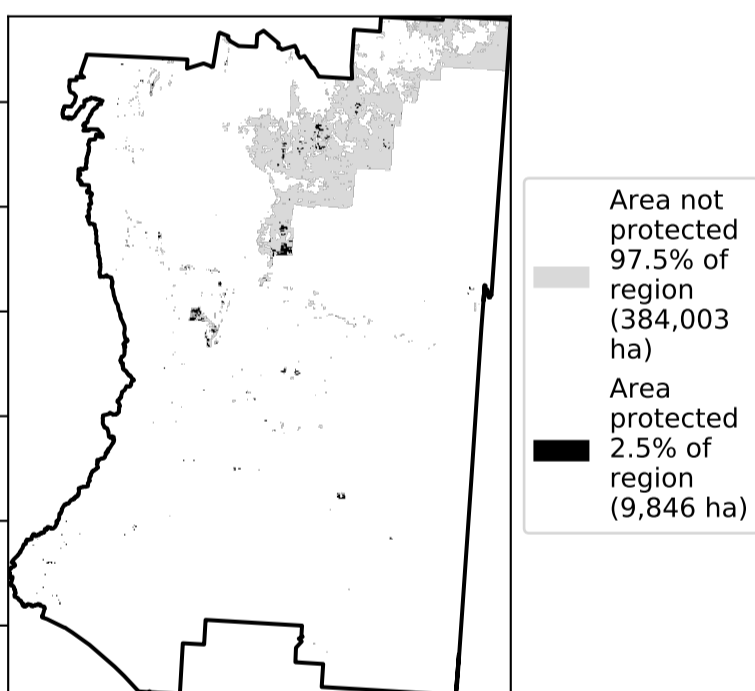 Area not
protected
97.5% of
region
(384,003
ha)
Area
protected
2.5% of
region
(9,846 ha)